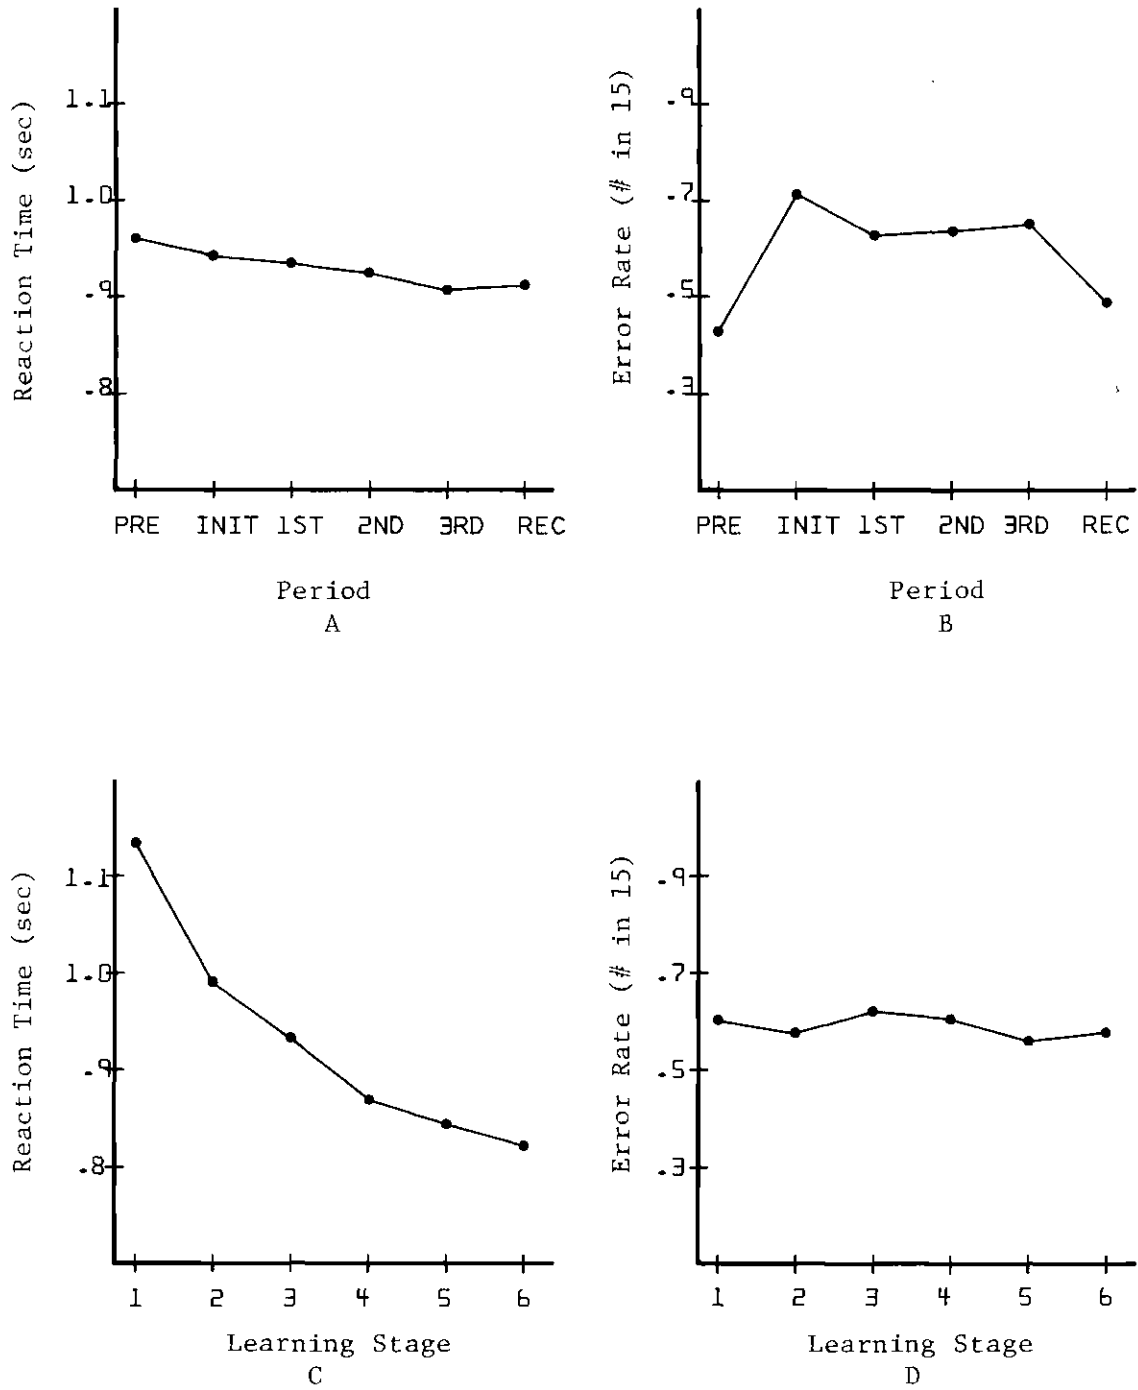 Reaction Time (sec)
1.1
1.0
.9
.8
PRE INIT 1ST 2ND 3RD REC
Period
A
Error Rate (# in 15)
.9
.7
.5
.3
PRE INIT 1ST 2ND 3RD REC
Period
B
Reaction Time (sec)
1.1
1.0
.9
.8
1 2 3 4 5 6
Learning Stage
C
Error Rate (# in 15)
.9
.7
.5
.3
1 2 3 4 5 6
Learning Stage
D